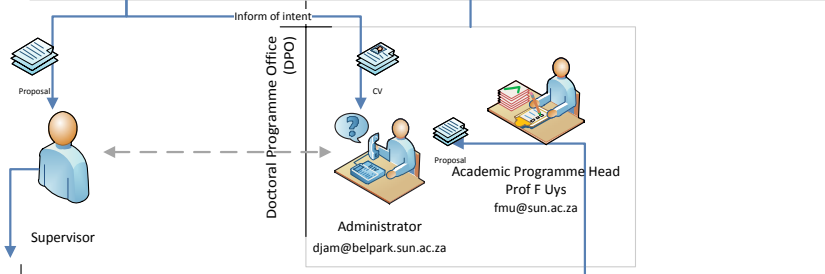 Inform of intent
Proposal
Doctoral Programme Office
(DPO)
CV
Proposal
Academic Programme Head
Prof F Uys
fmu@sun.ac.za
Supervisor
Administrator
djam@belpark.sun.ac.za